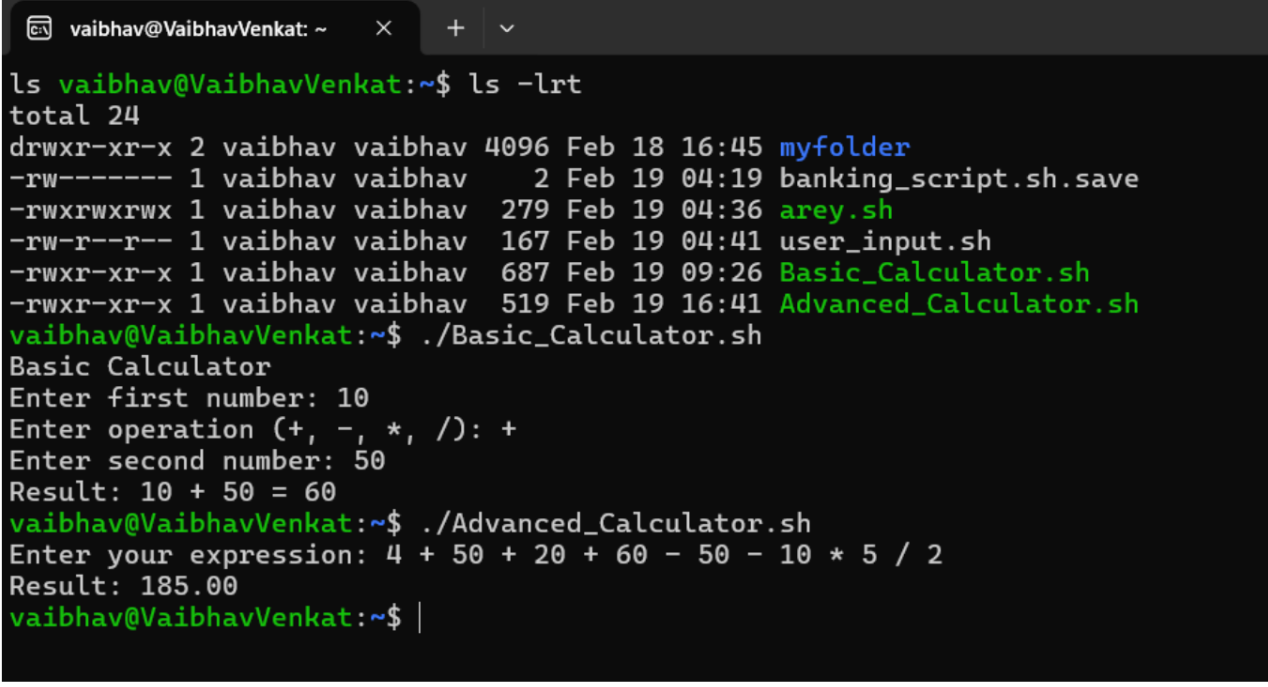 vaibhav@VaibhavVenkat: ~
ls vaibhav@VaibhavVenkat:~$ ls -lrt
total 24
drwxr-xr-x 2 vaibhav vaibhav 4096 Feb 18 16:45 myfolder
-rw------- 1 vaibhav vaibhav    2 Feb 19 04:19 banking_script.sh.save
-rwxrwxrwx 1 vaibhav vaibhav  279 Feb 19 04:36 arey.sh
-rw-r--r-- 1 vaibhav vaibhav  167 Feb 19 04:41 user_input.sh
-rwxr-xr-x 1 vaibhav vaibhav  687 Feb 19 09:26 Basic_Calculator.sh
-rwxr-xr-x 1 vaibhav vaibhav  519 Feb 19 16:41 Advanced_Calculator.sh
vaibhav@VaibhavVenkat:~$ ./Basic_Calculator.sh
Basic Calculator
Enter first number: 10
Enter operation (+, -, *, /): +
Enter second number: 50
Result: 10 + 50 = 60
vaibhav@VaibhavVenkat:~$ ./Advanced_Calculator.sh
Enter your expression: 4 + 50 + 20 + 60 - 50 - 10 * 5 / 2
Result: 185.00
vaibhav@VaibhavVenkat:~$